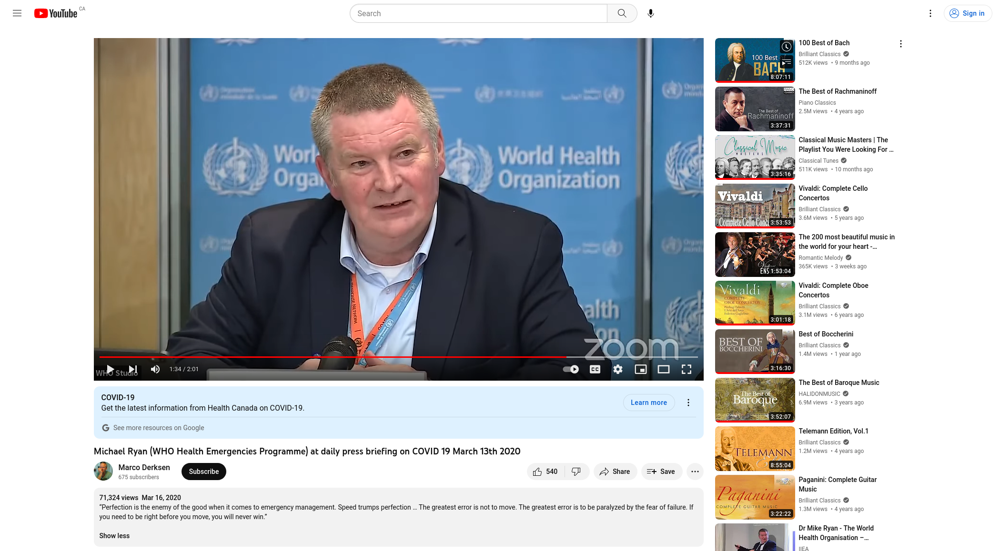 YouTube CA
Search
Sign in
World Health
Organization
World Health
Organization
RESPONSE NETWORK
GOARN
zoom
WHO Studio
1:34 / 2:01
CC
COVID-19
Get the latest information from Health Canada on COVID-19.
Learn more
See more resources on Google
Michael Ryan (WHO Health Emergencies Programme) at daily press briefing on COVID 19 March 13th 2020
Marco Derksen
675 subscribers
Subscribe
540
Share
Save
71,324 views Mar 16, 2020
“Perfection is the enemy of the good when it comes to emergency management. Speed trumps perfection … The greatest error is not to move. The greatest error is to be paralyzed by the fear of failure. If
you need to be right before you move, you will never win.”
Show less
100 Best of
BACH
8:07:11
100 Best of Bach
Brilliant Classics
512K views • 9 months ago
PIANO
CLASSICS
The Best of
Rachmaninoff
3:37:31
The Best of Rachmaninoff
Piano Classics
2.5M views • 4 years ago
Classical Music
MASTERS
3:35:16
Classical Music Masters | The
Playlist You Were Looking For …
Classical Tunes
511K views • 10 months ago
Vivaldi
Complete Cello Conc
3:53:53
Vivaldi: Complete Cello
Concertos
Brilliant Classics
3.6M views • 5 years ago
1:53:04
The 200 most beautiful music in
the world for your heart -…
Romantic Melody
365K views • 3 weeks ago
Vivaldi
COMPLETE
OBOE CONCERTOS
3:01:18
Vivaldi: Complete Oboe
Concertos
Brilliant Classics
3.1M views • 6 years ago
BEST OF
BOCCHERINI
3:16:30
Best of Boccherini
Brilliant Classics
1.4M views • 1 year ago
The Best of
Baroque
3:52:07
The Best of Baroque Music
HALIDONMUSIC
6.9M views • 3 years ago
TELEMANN
8:55:04
Telemann Edition, Vol.1
Brilliant Classics
1.2M views • 4 years ago
BRILLIANT
CLASSICS
Paganini
COMPLETE GUITAR MUSIC
3:22:22
Paganini: Complete Guitar
Music
Brilliant Classics
1.3M views • 4 years ago
Dr Mike Ryan - The World
Health Organisation –…
IIEA